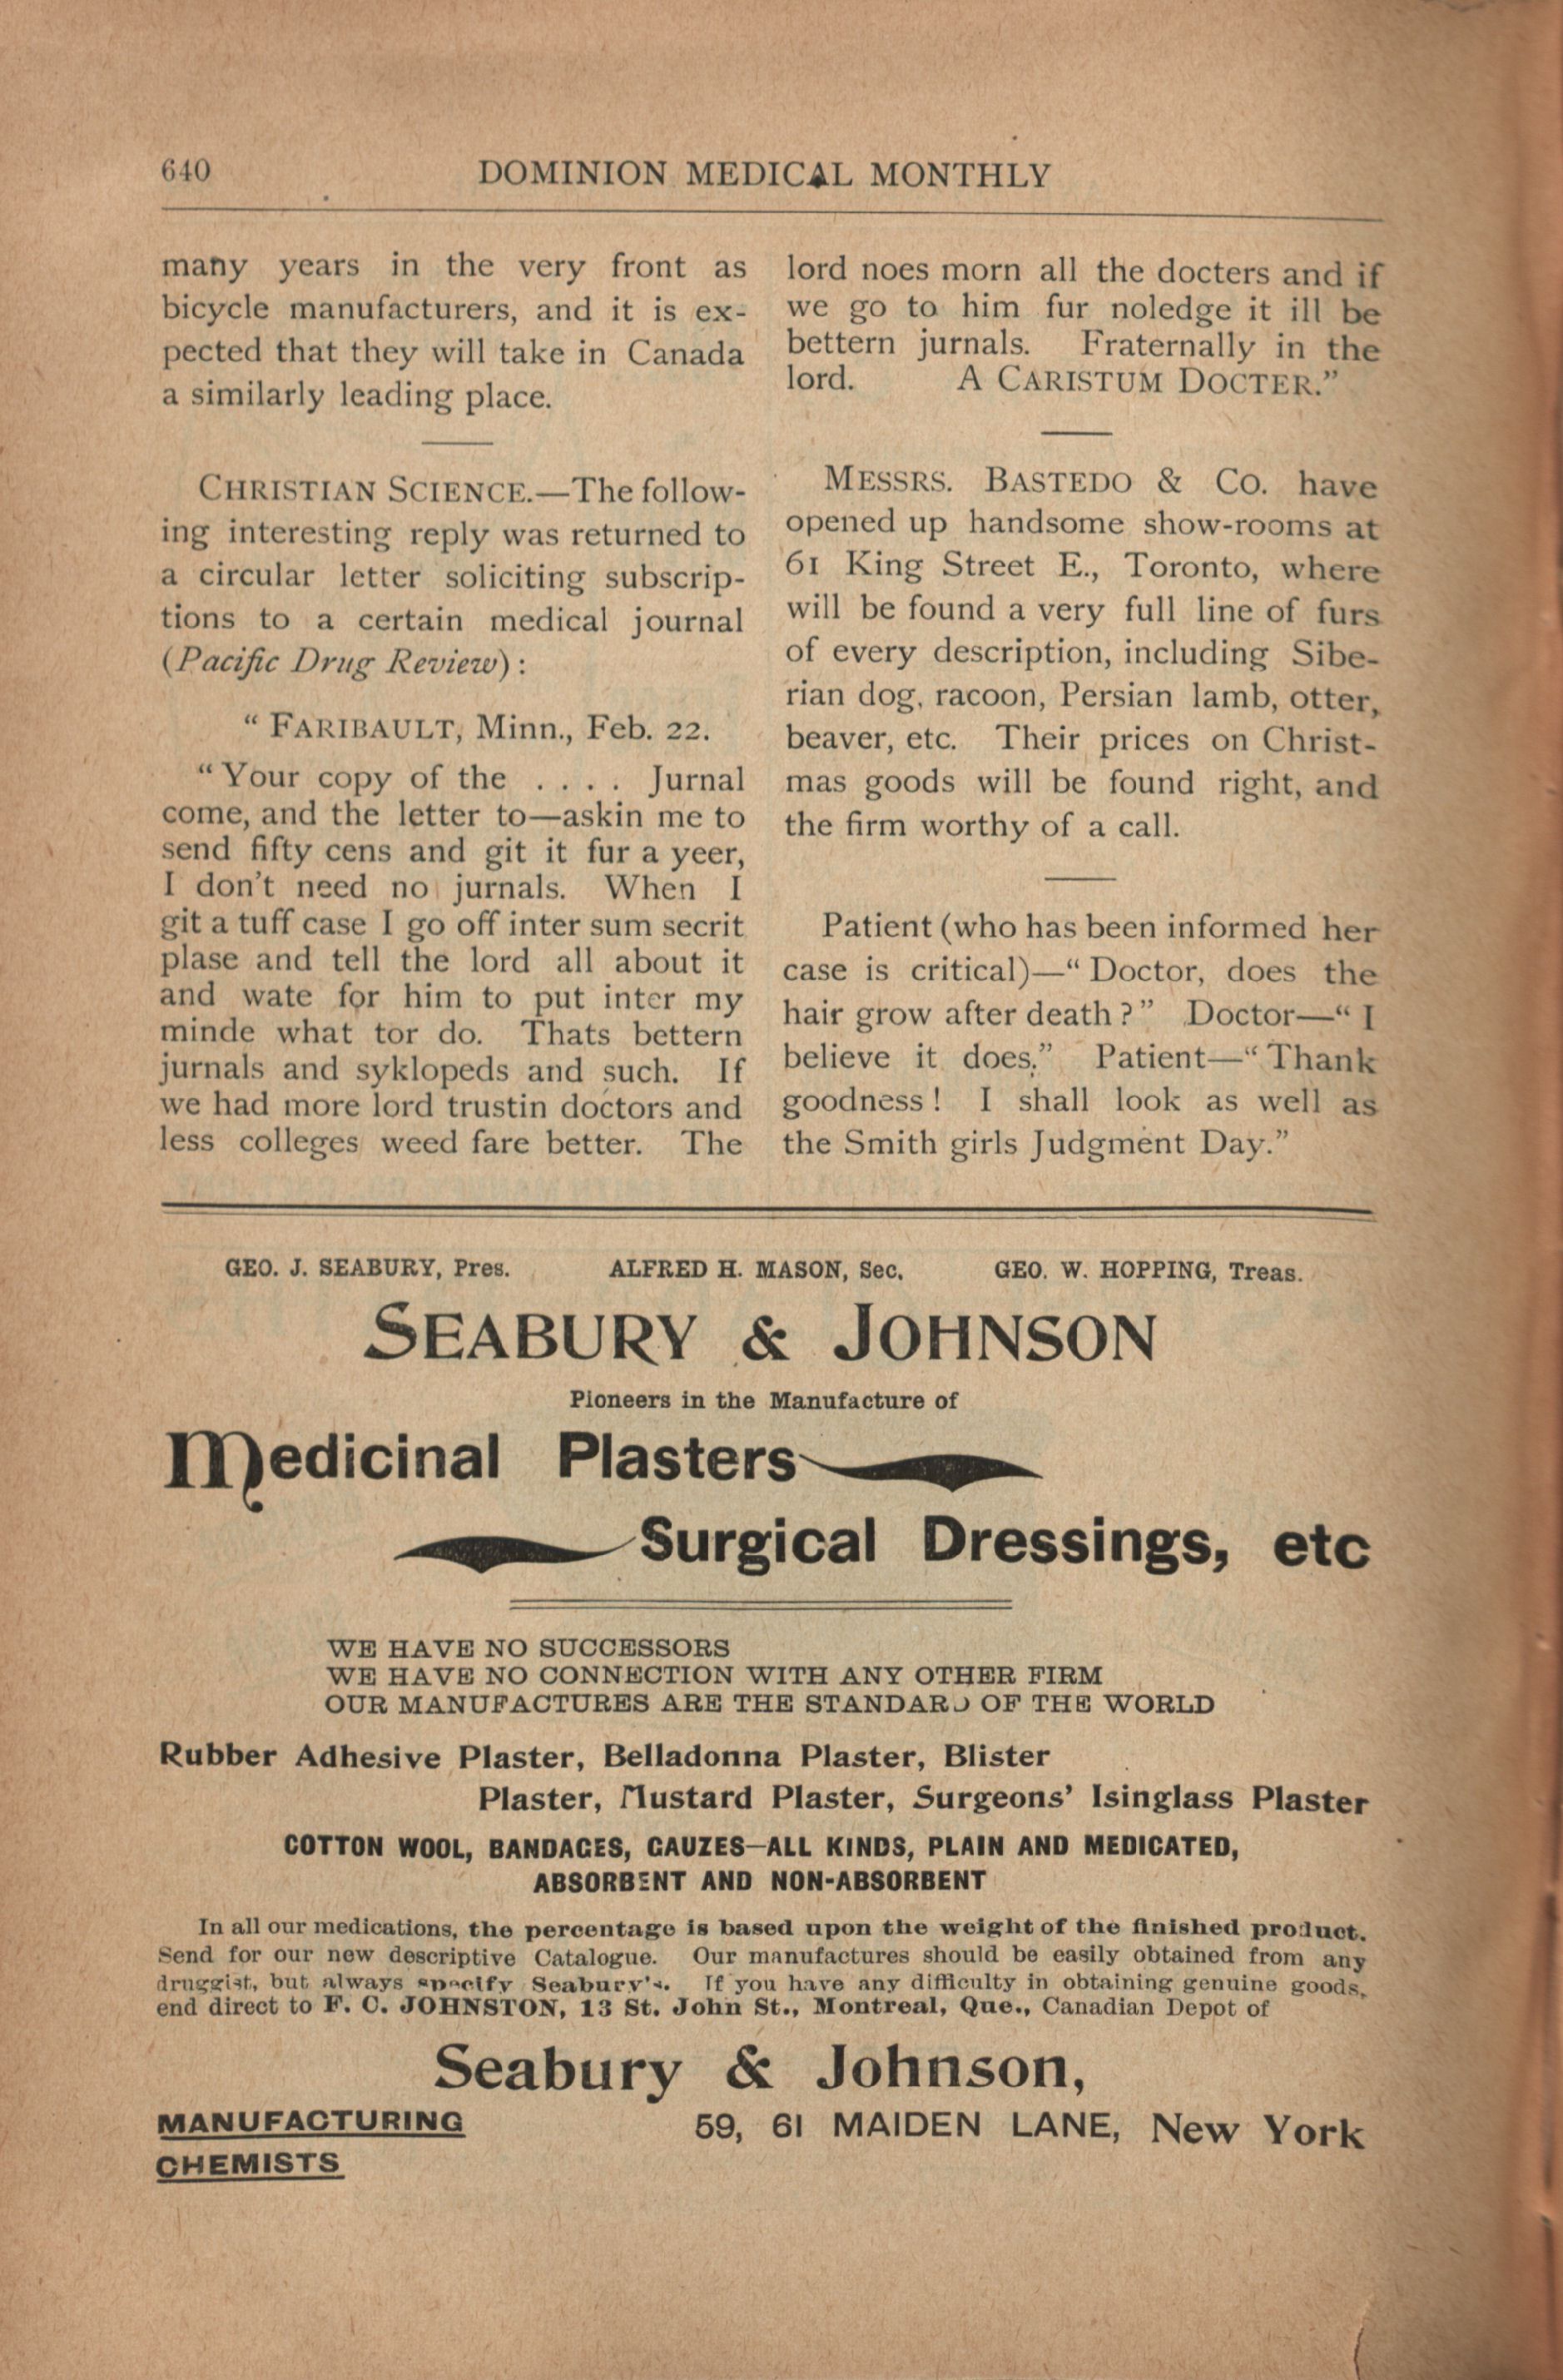 640
DOMINION MEDICAL MONTHLY
many years in the very front as
bicycle manufacturers, and it is ex-
pected that they will take in Canada
a similarly leading place.
CHRISTIAN SCIENCE.—The follow-
ing interesting reply was returned to
a circular letter soliciting subscrip-
tions to a certain medical journal
(Pacific Drug Review):
“FARIBAULT, Minn., Feb. 22.
“Your copy of the . . . . Jurnal
come, and the letter to—askin me to
send fifty cens and git it fur a yeer,
I don't need no jurnals. When I
git a tuff case I go off inter sum secrit
plase and tell the lord all about it
and wate for him to put inter my
minde what tor do. Thats bettern
jurnals and syklopeds and such. If
we had more lord trustin doctors and
less colleges weed fare better. The
lord noes morn all the docters and if
we go to him fur noledge it ill be
bettern jurnals. Fraternally in the
lord. A CARISTUM DOCTER.”
MESSRS. BASTEDO & CO. have
opened up handsome show-rooms at
61 King Street E., Toronto, where
will be found a very full line of furs
of every description, including Sibe-
rian dog, racoon, Persian lamb, otter,
beaver, etc. Their prices on Christ-
mas goods will be found right, and
the firm worthy of a call.
Patient (who has been informed her
case is critical)—“Doctor, does the
hair grow after death?” Doctor—“I
believe it does.” Patient—“Thank
goodness! I shall look as well as
the Smith girls Judgment Day.”
GEO. J. SEABURY, Pres. ALFRED H. MASON, Sec. GEO. W. HOPPING, Treas.
SEABURY & JOHNSON
Pioneers in the Manufacture of
Medicinal Plasters
Surgical Dressings, etc
WE HAVE NO SUCCESSORS
WE HAVE NO CONNECTION WITH ANY OTHER FIRM
OUR MANUFACTURES ARE THE STANDARD OF THE WORLD
Rubber Adhesive Plaster, Belladonna Plaster, Blister
Plaster, Mustard Plaster, Surgeons' Isinglass Plaster
COTTON WOOL, BANDAGES, GAUZES—ALL KINDS, PLAIN AND MEDICATED,
ABSORBENT AND NON-ABSORBENT
In all our medications, the percentage is based upon the weight of the finished product.
Send for our new descriptive Catalogue. Our manufactures should be easily obtained from any
druggist, but always specify Seabury's. If you have any difficulty in obtaining genuine goods,
end direct to F. C. JOHNSTON, 13 St. John St., Montreal, Que., Canadian Depot of
Seabury & Johnson,
MANUFACTURING
CHEMISTS
59, 61 MAIDEN LANE, New York